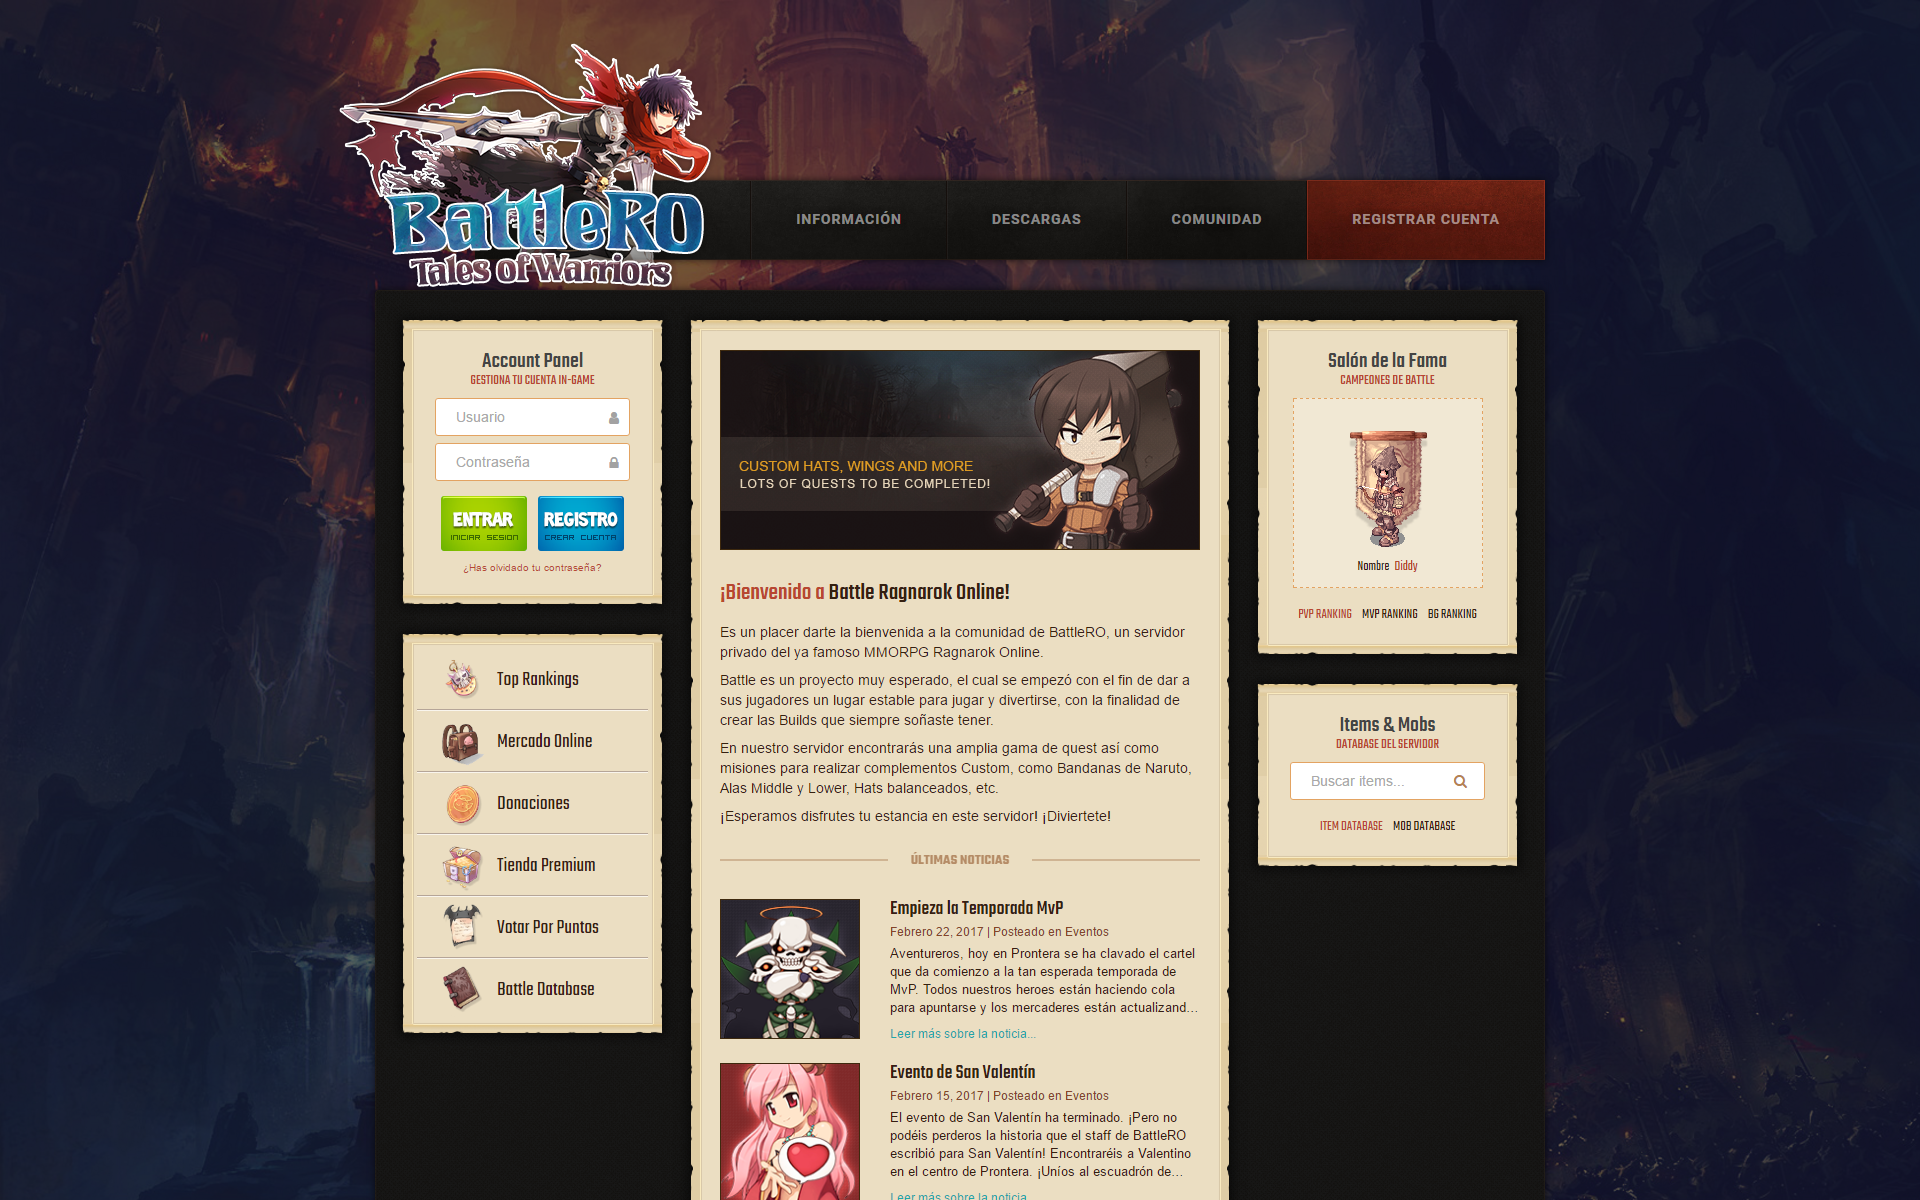 BattleRO
Tales of Warriors
INFORMACIÓN
DESCARGAS
COMUNIDAD
REGISTRAR CUENTA
Account Panel
GESTIONA TU CUENTA IN-GAME
Usuario
Contraseña
ENTRAR
INICIAR SESION
REGISTRO
CREAR CUENTA
¿Has olvidado tu contraseña?
Top Rankings
Mercado Online
Donaciones
Tienda Premium
Votar Por Puntos
Battle Database
CUSTOM HATS, WINGS AND MORE
LOTS OF QUESTS TO BE COMPLETED!
¡Bienvenido a Battle Ragnarok Online!
Es un placer darte la bienvenida a la comunidad de BattleRO, un servidor
privado del ya famoso MMORPG Ragnarok Online.
Battle es un proyecto muy esperado, el cual se empezó con el fin de dar a
sus jugadores un lugar estable para jugar y divertirse, con la finalidad de
crear las Builds que siempre soñaste tener.
En nuestro servidor encontrarás una amplia gama de quest así como
misiones para realizar complementos Custom, como Bandanas de Naruto,
Alas Middle y Lower, Hats balanceados, etc.
¡Esperamos disfrutes tu estancia en este servidor! ¡Diviertete!
ÚLTIMAS NOTICIAS
Empieza la Temporada MvP
Febrero 22, 2017 | Posteado en Eventos
Aventureros, hoy en Prontera se ha clavado el cartel
que da comienzo a la tan esperada temporada de
MvP. Todos nuestros heroes están haciendo cola
para apuntarse y los mercaderes están actualizand...
Leer más sobre la noticia...
Evento de San Valentín
Febrero 15, 2017 | Posteado en Eventos
El evento de San Valentín ha terminado. ¡Pero no
podéis perderos la historia que el staff de BattleRO
escribió para San Valentín! Encontraréis a Valentino
en el centro de Prontera. ¡Uníos al escuadrón de...
Leer más sobre la noticia...
Salón de la Fama
CAMPEONES DE BATTLE
Nombre Diddy
PVP RANKING MVP RANKING BG RANKING
Items & Mobs
DATABASE DEL SERVIDOR
Buscar items...
ITEM DATABASE MOB DATABASE